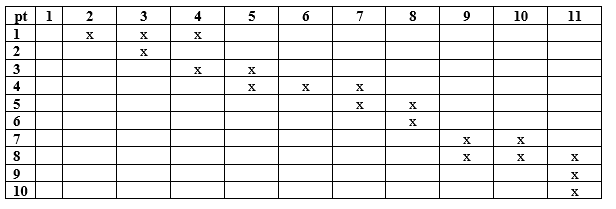 pt 1 2 3 4 5 6 7 8 9 10 11
1 x x x
2 x
3 x x
4 x x x
5 x x
6 x
7 x x
8 x x x
9 x
10 x